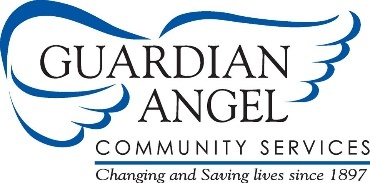 GUARDIAN
ANGEL
COMMUNITY SERVICES
Changing and Saving lives since 1897